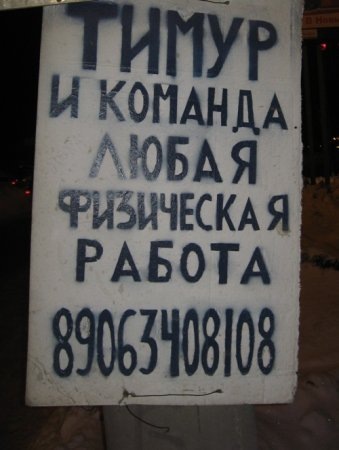 ТИМУР
И КОМАНДА
ЛЮБАЯ
ФИЗИЧЕСКАЯ
РАБОТА
89063408108